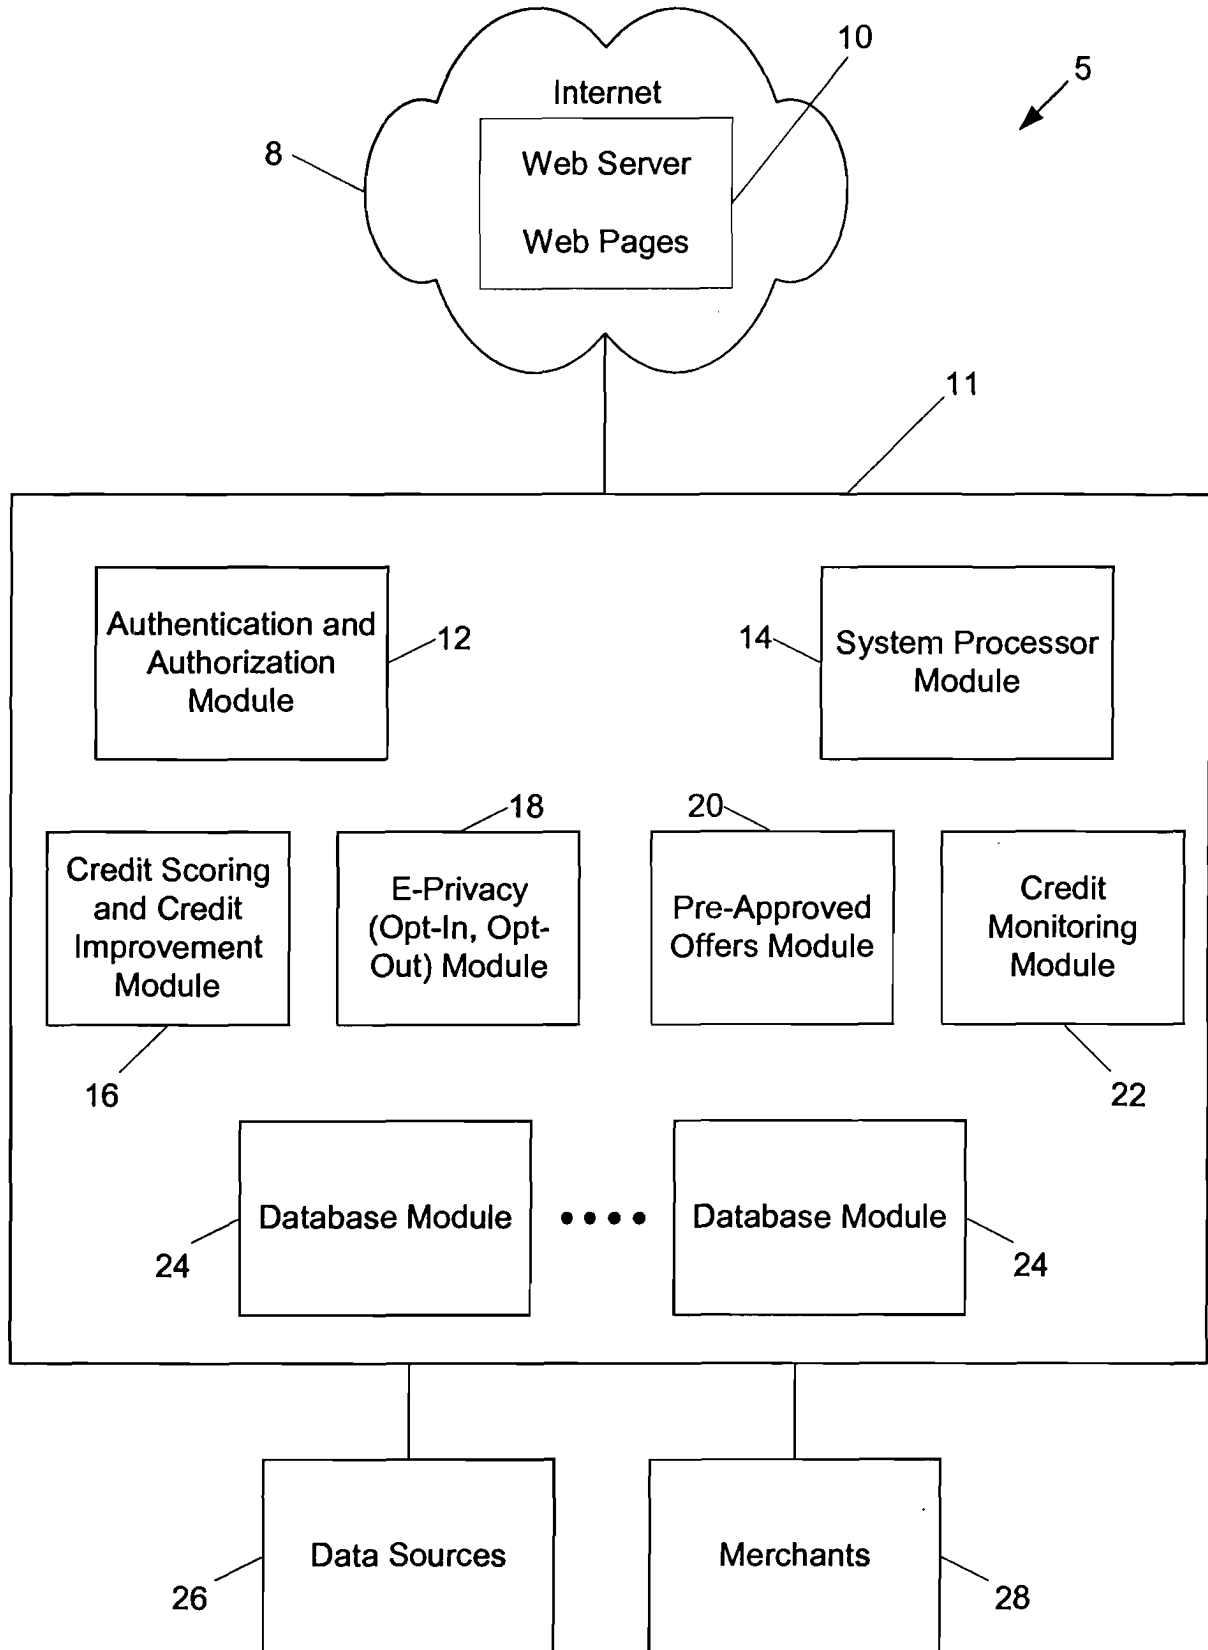 10
5
Internet
8
Web Server
Web Pages
11
Authentication and
Authorization
Module
12
14
System Processor
Module
18
20
Credit Scoring
and Credit
Improvement
Module
E-Privacy
(Opt-In, Opt-
Out) Module
Pre-Approved
Offers Module
Credit
Monitoring
Module
16
22
Database Module
Database Module
24
24
Data Sources
Merchants
26
28